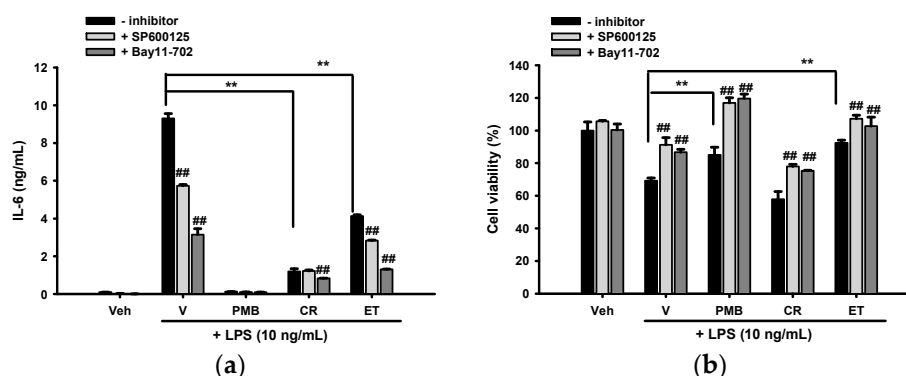 - inhibitor
+ SP600125
+ Bay11-702
IL-6 (ng/mL)
12
10
8
6
4
2
0
**
**
##
##
##
##
##
Veh
V
PMB
CR
ET
+ LPS (10 ng/mL)
(a)
- inhibitor
+ SP600125
+ Bay11-702
Cell viability (%)
140
120
100
80
60
40
20
0
**
**
##
##
##
##
##
##
##
##
Veh
V
PMB
CR
ET
+ LPS (10 ng/mL)
(b)